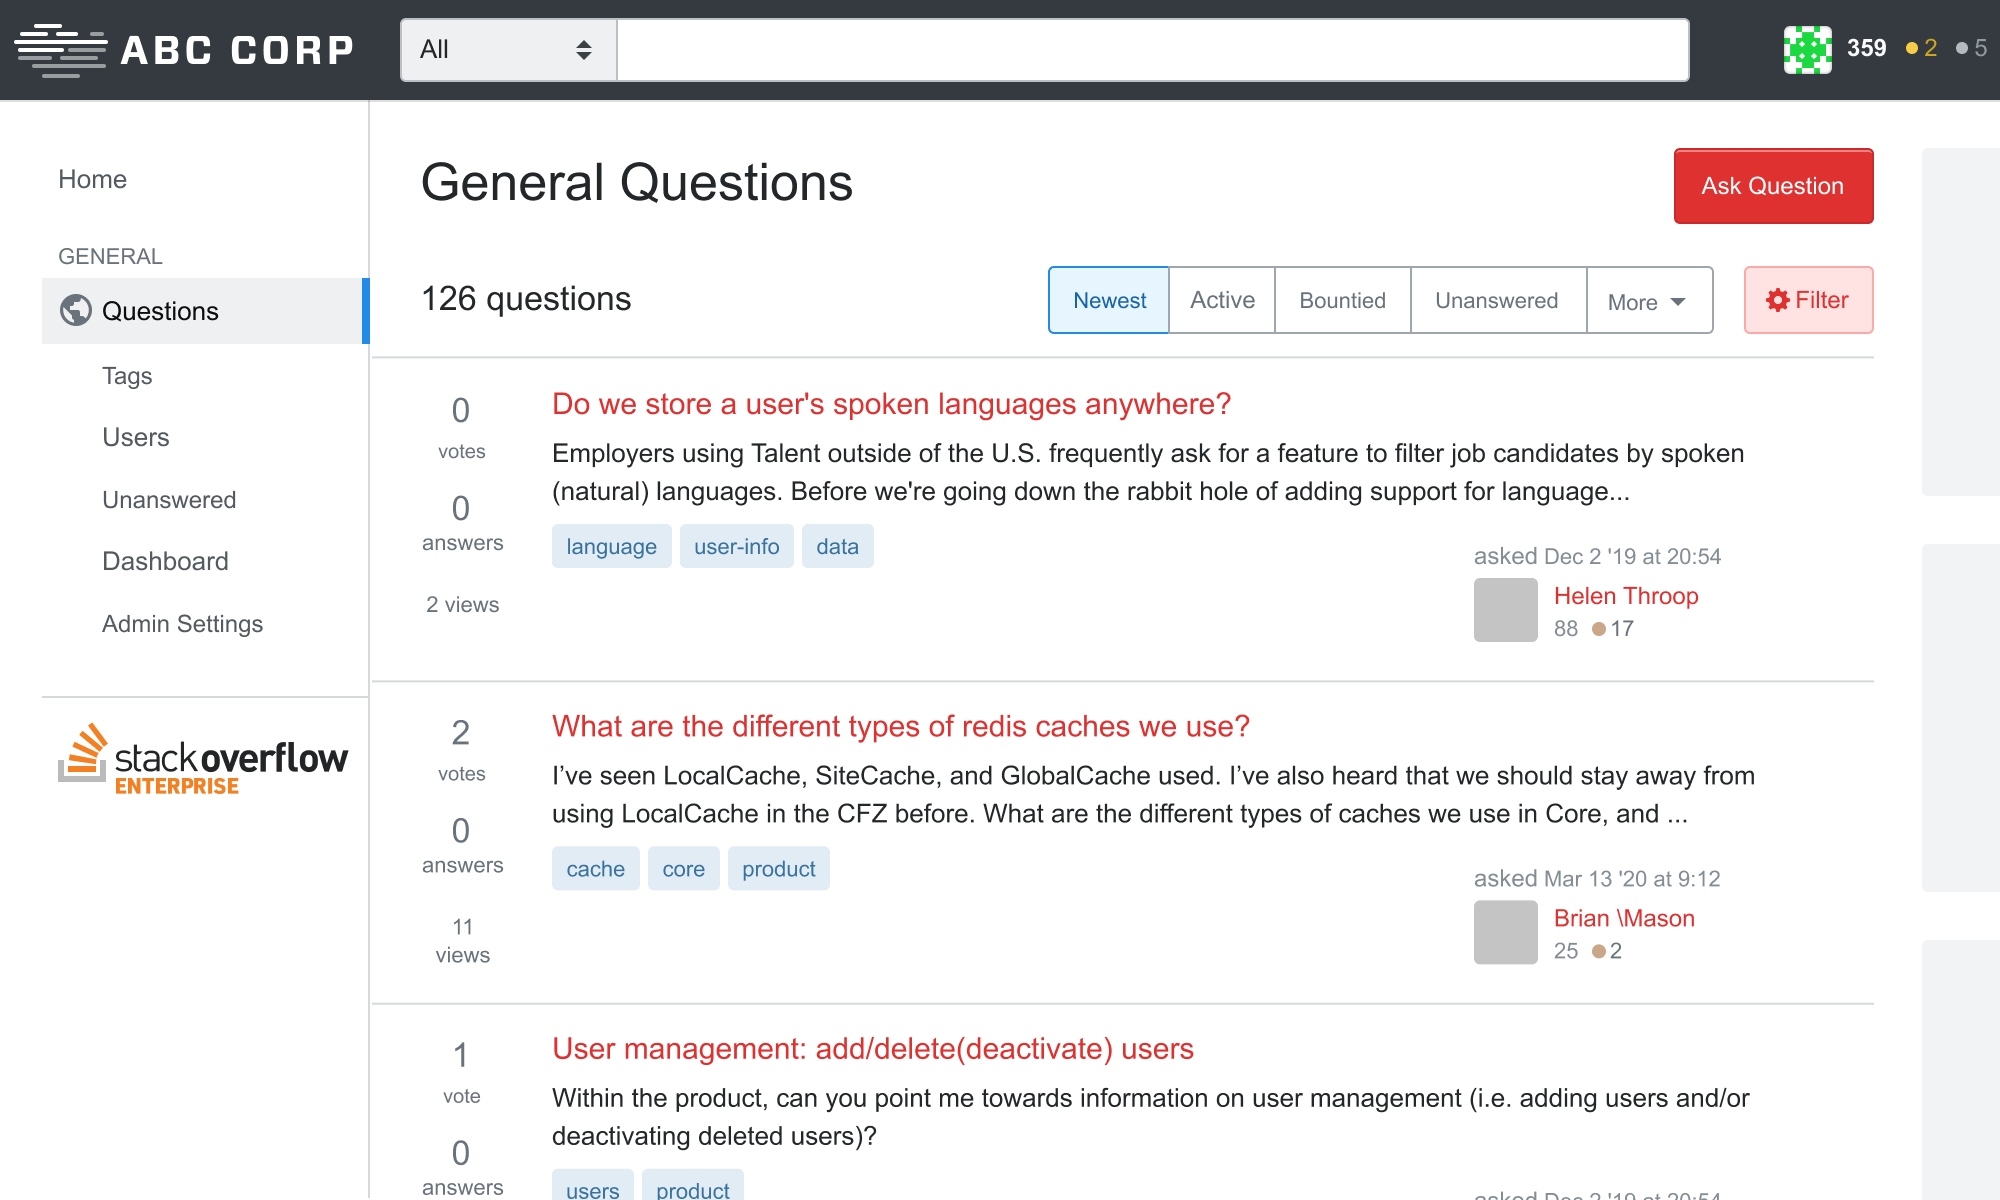 ABC CORP
All
359 2 5
Home
GENERAL
Questions
Tags
Users
Unanswered
Dashboard
Admin Settings
stackoverflow
ENTERPRISE
General Questions
Ask Question
126 questions
Newest Active Bountied Unanswered More Filter
0
votes
0
answers
2 views
Do we store a user's spoken languages anywhere?
Employers using Talent outside of the U.S. frequently ask for a feature to filter job candidates by spoken
(natural) languages. Before we're going down the rabbit hole of adding support for language...
language user-info data
asked Dec 2 '19 at 20:54
Helen Throop
88 17
2
votes
0
answers
11
views
What are the different types of redis caches we use?
I’ve seen LocalCache, SiteCache, and GlobalCache used. I’ve also heard that we should stay away from
using LocalCache in the CFZ before. What are the different types of caches we use in Core, and ...
cache core product
asked Mar 13 '20 at 9:12
Brian \Mason
25 2
1
vote
0
answers
User management: add/delete(deactivate) users
Within the product, can you point me towards information on user management (i.e. adding users and/or
deactivating deleted users)?
users product
asked Dec 2 '19 at 20:54